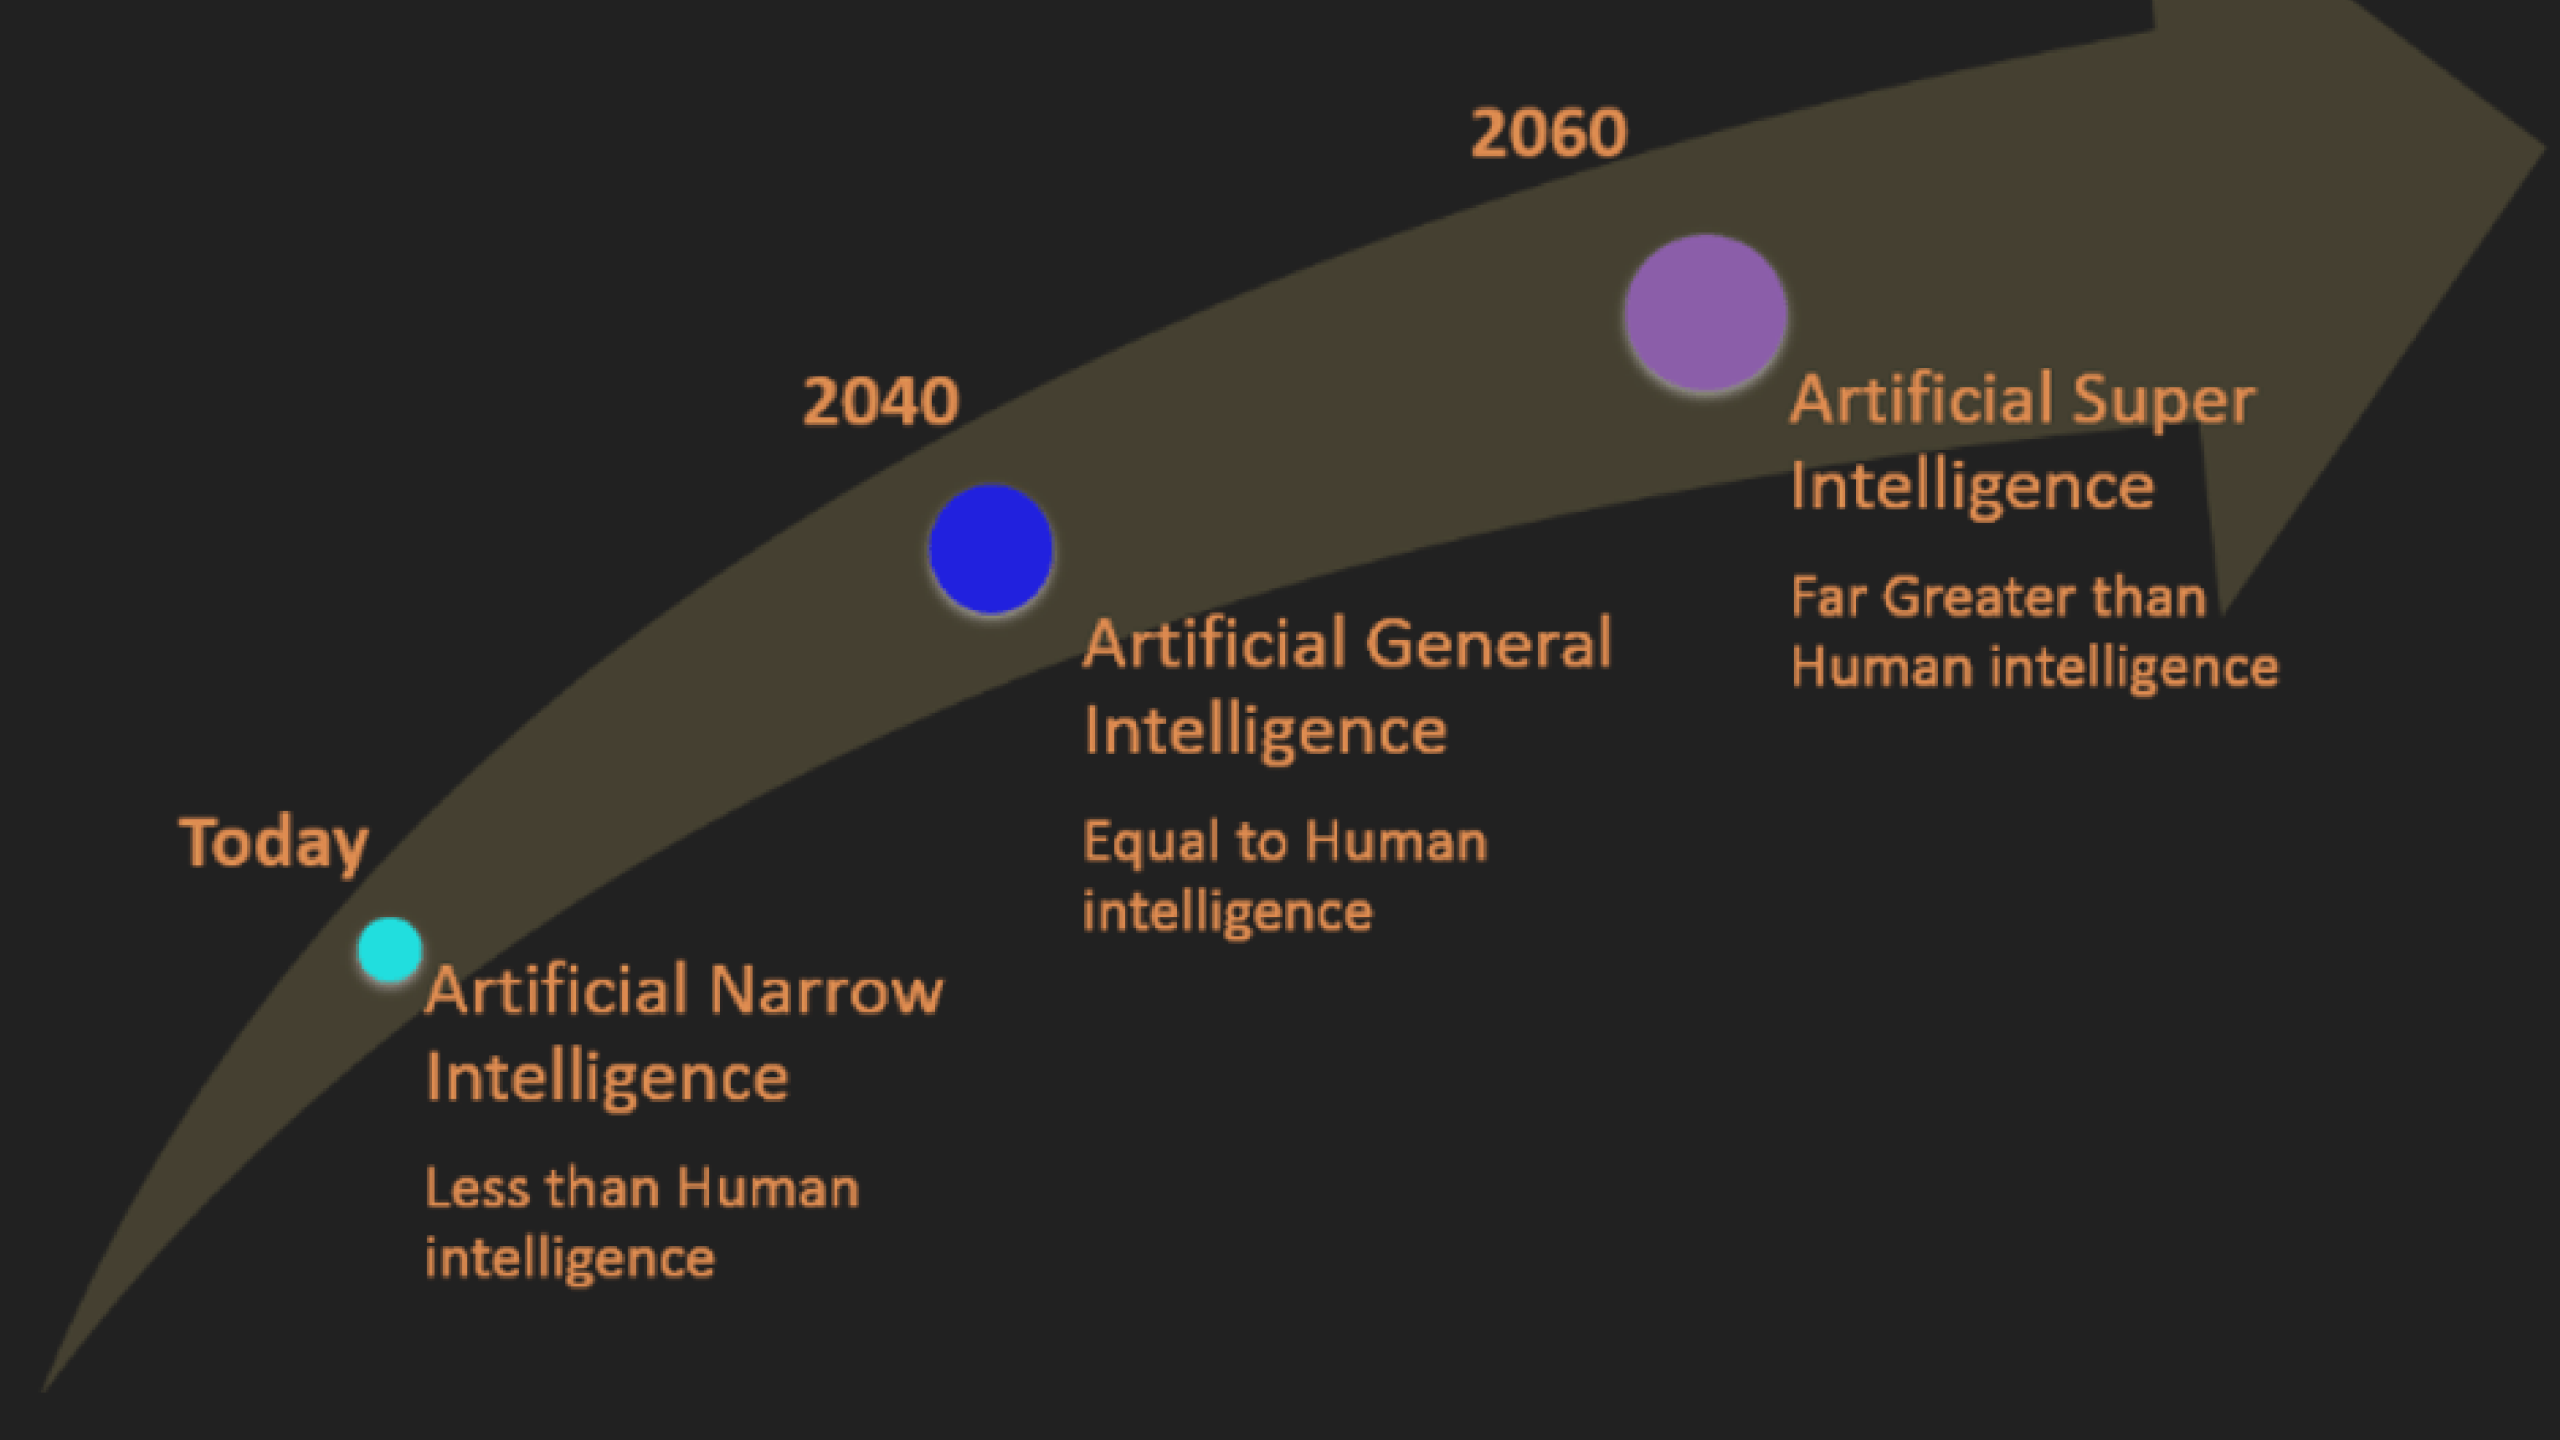 Today
Artificial Narrow
Intelligence
Less than Human
intelligence
2040
Artificial General
Intelligence
Equal to Human
intelligence
2060
Artificial Super
Intelligence
Far Greater than
Human intelligence